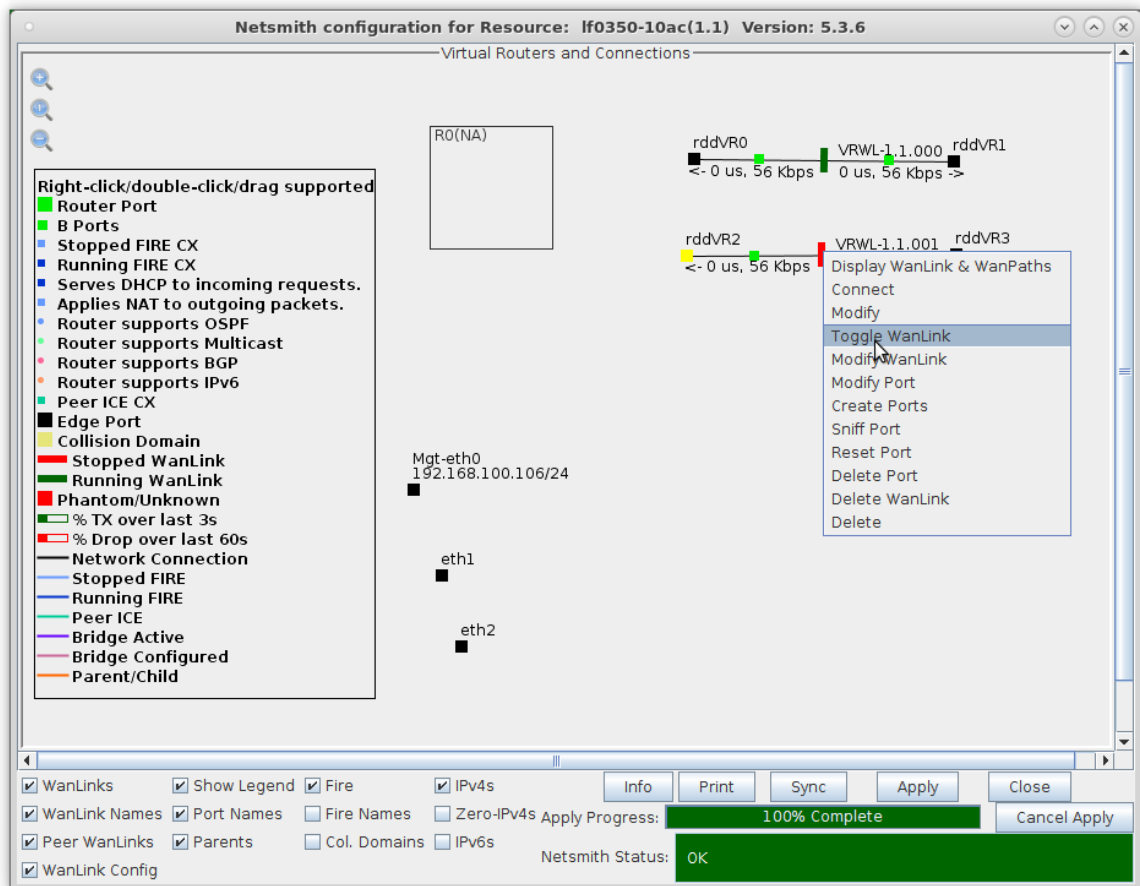 Netsmith configuration for Resource:  lf0350-10ac(1.1)  Version: 5.3.6
Virtual Routers and Connections
R0(NA)
rddVR0
VRWL-1.1.000
rddVR1
<- 0 us, 56 Kbps
0 us, 56 Kbps ->
rddVR2
VRWL-1.1.001
rddVR3
<- 0 us, 56 Kbps
Display WanLink & WanPaths
Connect
Modify
Toggle WanLink
Modify WanLink
Modify Port
Create Ports
Sniff Port
Reset Port
Delete Port
Delete WanLink
Delete
Right-click/double-click/drag supported
Router Port
B Ports
Stopped FIRE CX
Running FIRE CX
Serves DHCP to incoming requests.
Applies NAT to outgoing packets.
Router supports OSPF
Router supports Multicast
Router supports BGP
Router supports IPv6
Peer ICE CX
Edge Port
Collision Domain
Stopped WanLink
Running WanLink
Phantom/Unknown
% TX over last 3s
% Drop over last 60s
Network Connection
Stopped FIRE
Running FIRE
Peer ICE
Bridge Active
Bridge Configured
Parent/Child
Mgt-eth0
192.168.100.106/24
eth1
eth2
WanLinks
Show Legend
Fire
IPv4s
Info
Print
Sync
Apply
Close
WanLink Names
Port Names
Fire Names
Zero-IPv4s
Apply Progress:
100% Complete
Cancel Apply
Peer WanLinks
Parents
Col. Domains
IPv6s
Netsmith Status:
OK
WanLink Config